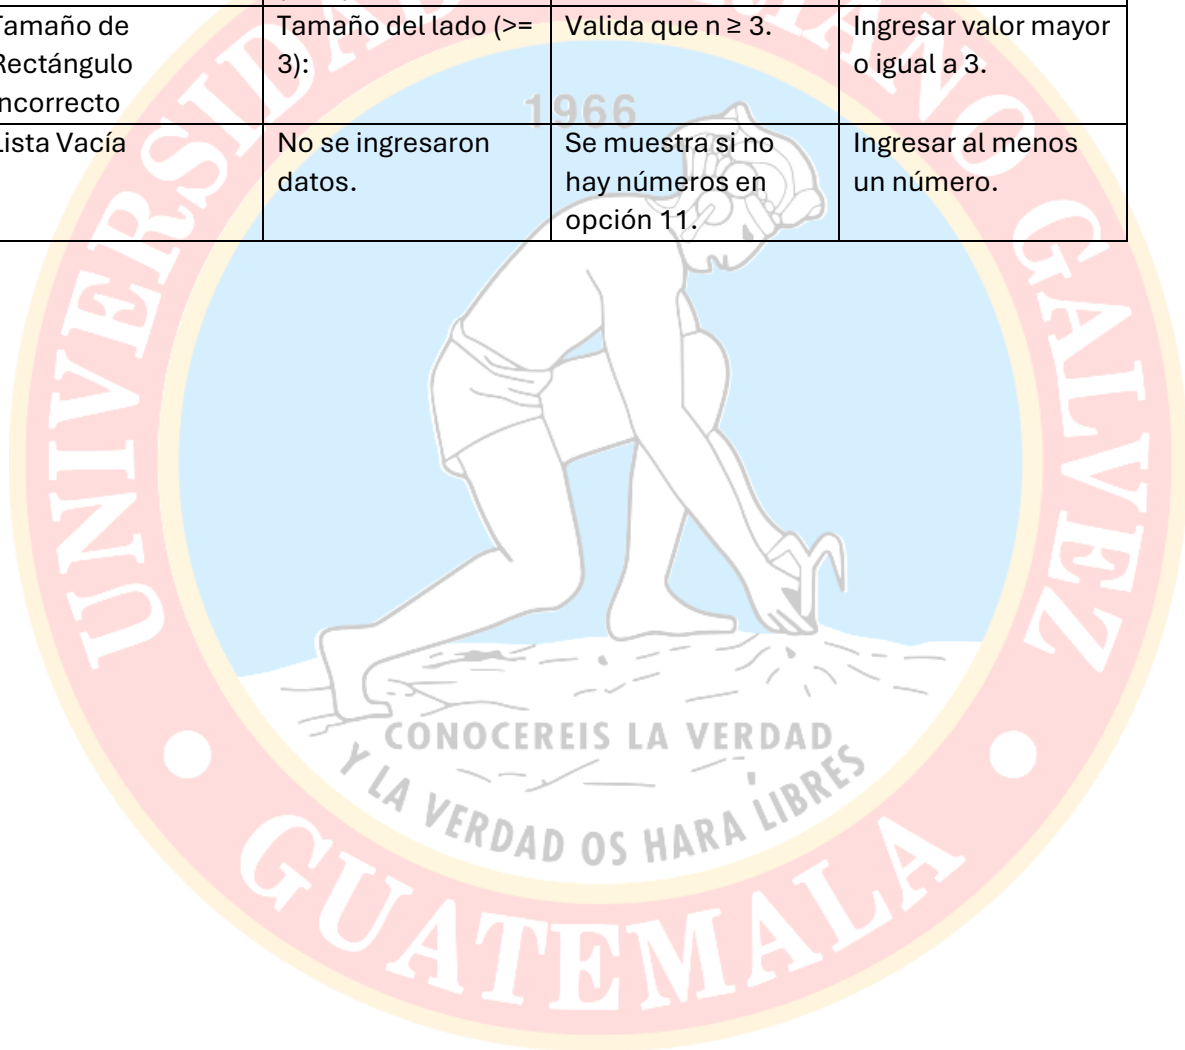 Tamaño de
Rectángulo
Incorrecto
Tamaño del lado (>=
3):
Valida que n ≥ 3.
Ingresar valor mayor
o igual a 3.
Lista Vacía
No se ingresaron
datos.
Se muestra si no
hay números en
opción 11.
Ingresar al menos
un número.
1966
MANO GALVEZ
UNIVERSIDAD
CONOCEREIS LA VERDAD
Y LA VERDAD OS HARA LIBRES
GUATEMALA